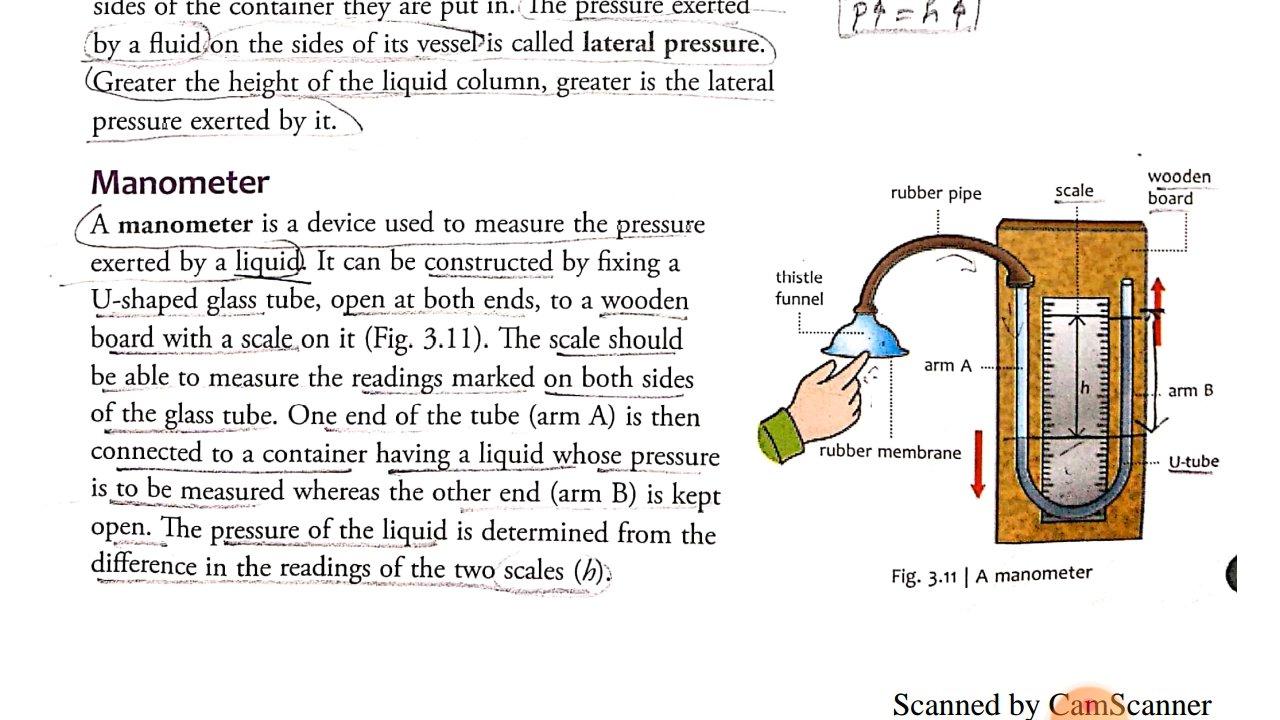 sides of the container they are put in. The pressure exerted
by a fluid on the sides of its vessel is called lateral pressure.
Greater the height of the liquid column, greater is the lateral
pressure exerted by it.
P↑ = h↑
Manometer
A manometer is a device used to measure the pressure
exerted by a liquid. It can be constructed by fixing a
U-shaped glass tube, open at both ends, to a wooden
board with a scale on it (Fig. 3.11). The scale should
be able to measure the readings marked on both sides
of the glass tube. One end of the tube (arm A) is then
connected to a container having a liquid whose pressure
is to be measured whereas the other end (arm B) is kept
open. The pressure of the liquid is determined from the
difference in the readings of the two scales (h).
rubber pipe
scale
wooden
board
thistle
funnel
arm A
h
arm B
rubber membrane
U-tube
Fig. 3.11 | A manometer
Scanned by CamScanner